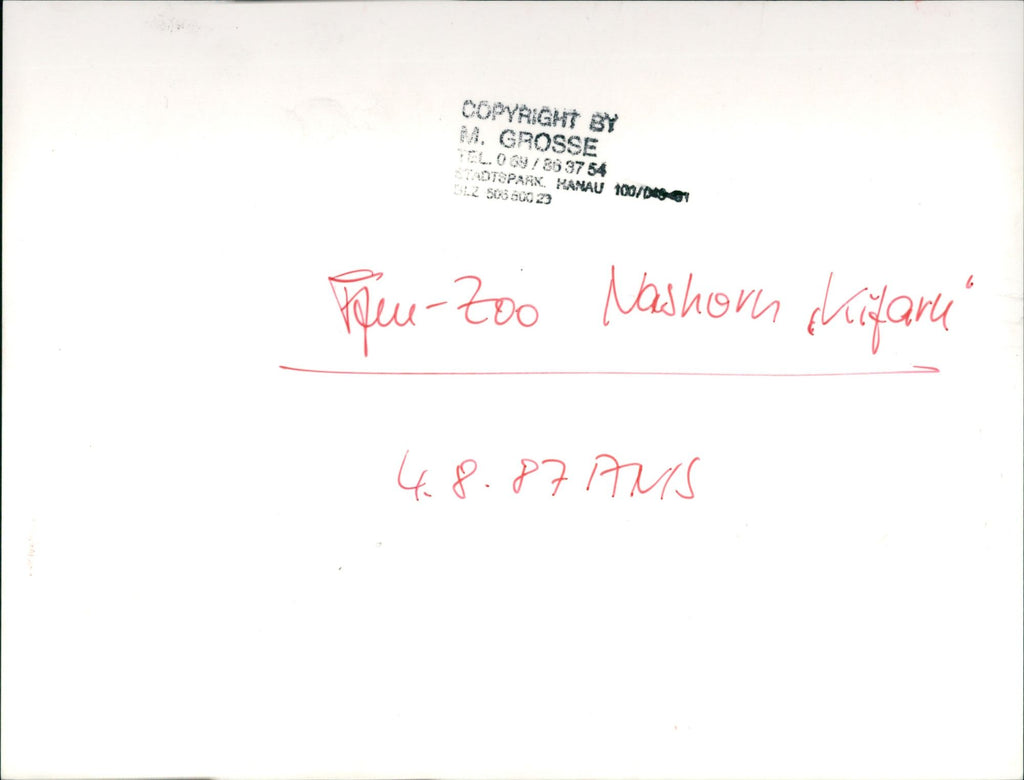 COPYRIGHT BY
M. GROSSE
TEL. 0 69 / 86 37 54
STADTSPARK. HANAU 100/
BLZ 506 500 23
Zoo Nashorn „Kifaru“
4. 8. 87